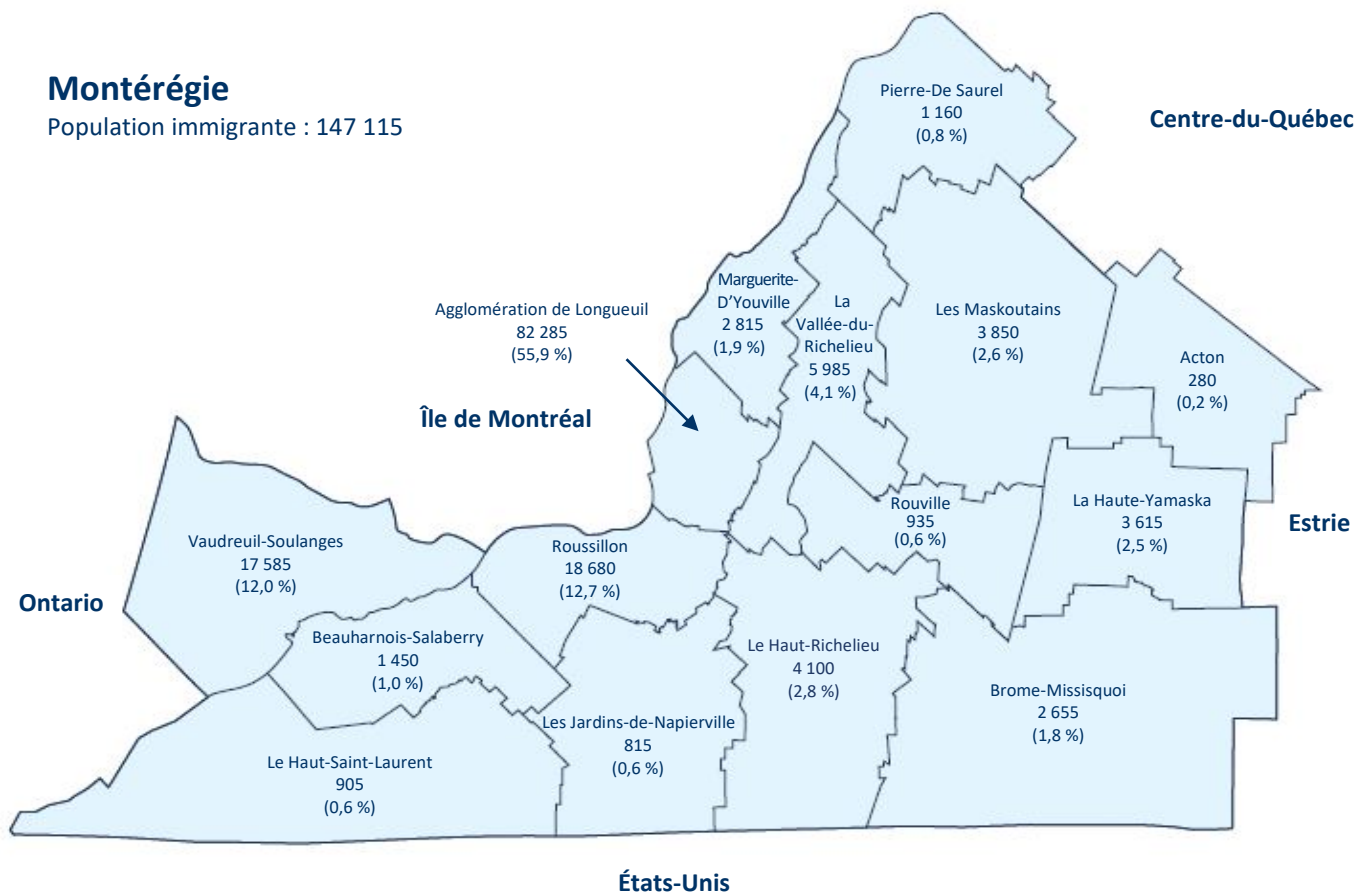 Montérégie
Population immigrante : 147 115
Pierre-De Saurel
1 160
(0,8 %)
Centre-du-Québec
Marguerite-
D'Youville
2 815
(1,9 %)
La
Vallée-du-
Richelieu
5 985
(4,1 %)
Les Maskoutains
3 850
(2,6 %)
Agglomération de Longueuil
82 285
(55,9 %)
Acton
280
(0,2 %)
Île de Montréal
Rouville
935
(0,6 %)
La Haute-Yamaska
3 615
(2,5 %)
Estrie
Vaudreuil-Soulanges
17 585
(12,0 %)
Roussillon
18 680
(12,7 %)
Ontario
Beauharnois-Salaberry
1 450
(1,0 %)
Le Haut-Richelieu
4 100
(2,8 %)
Brome-Missisquoi
2 655
(1,8 %)
Les Jardins-de-Napierville
815
(0,6 %)
Le Haut-Saint-Laurent
905
(0,6 %)
États-Unis